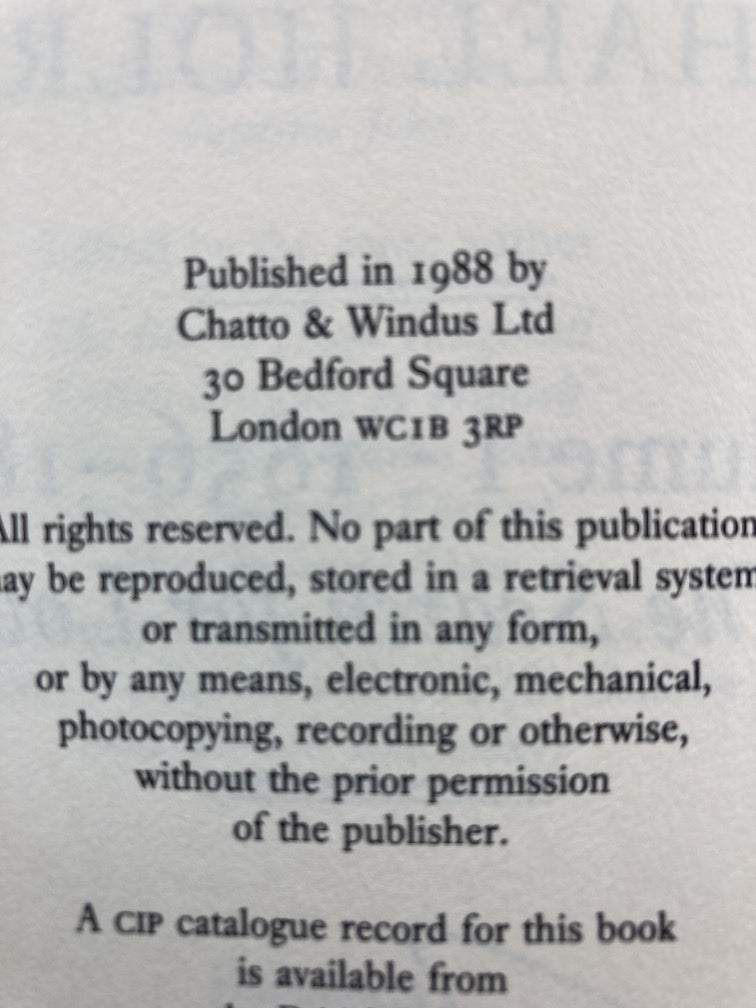 Published in 1988 by
Chatto & Windus Ltd
30 Bedford Square
London WC1B 3RP
All rights reserved. No part of this publication
may be reproduced, stored in a retrieval system
or transmitted in any form,
or by any means, electronic, mechanical,
photocopying, recording or otherwise,
without the prior permission
of the publisher.
A CIP catalogue record for this book
is available from